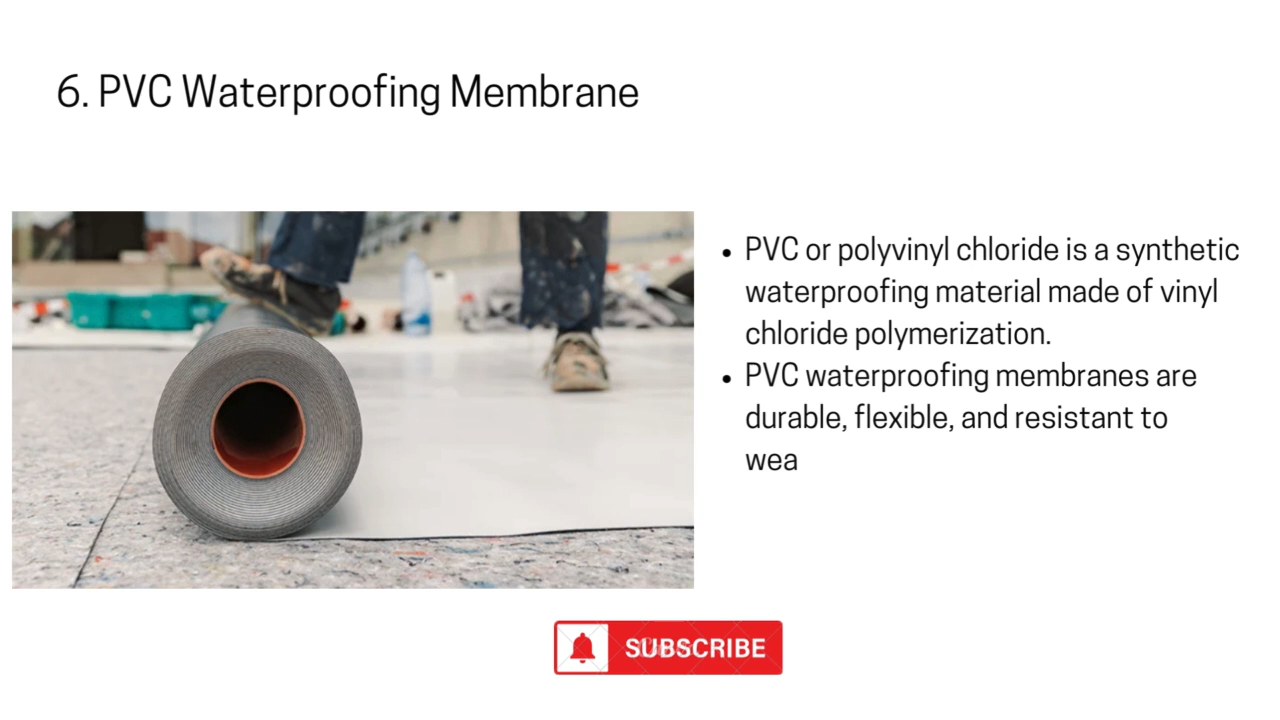 6. PVC Waterproofing Membrane
• PVC or polyvinyl chloride is a synthetic
waterproofing material made of vinyl
chloride polymerization.
• PVC waterproofing membranes are
durable, flexible, and resistant to
wea
SUBSCRIBE